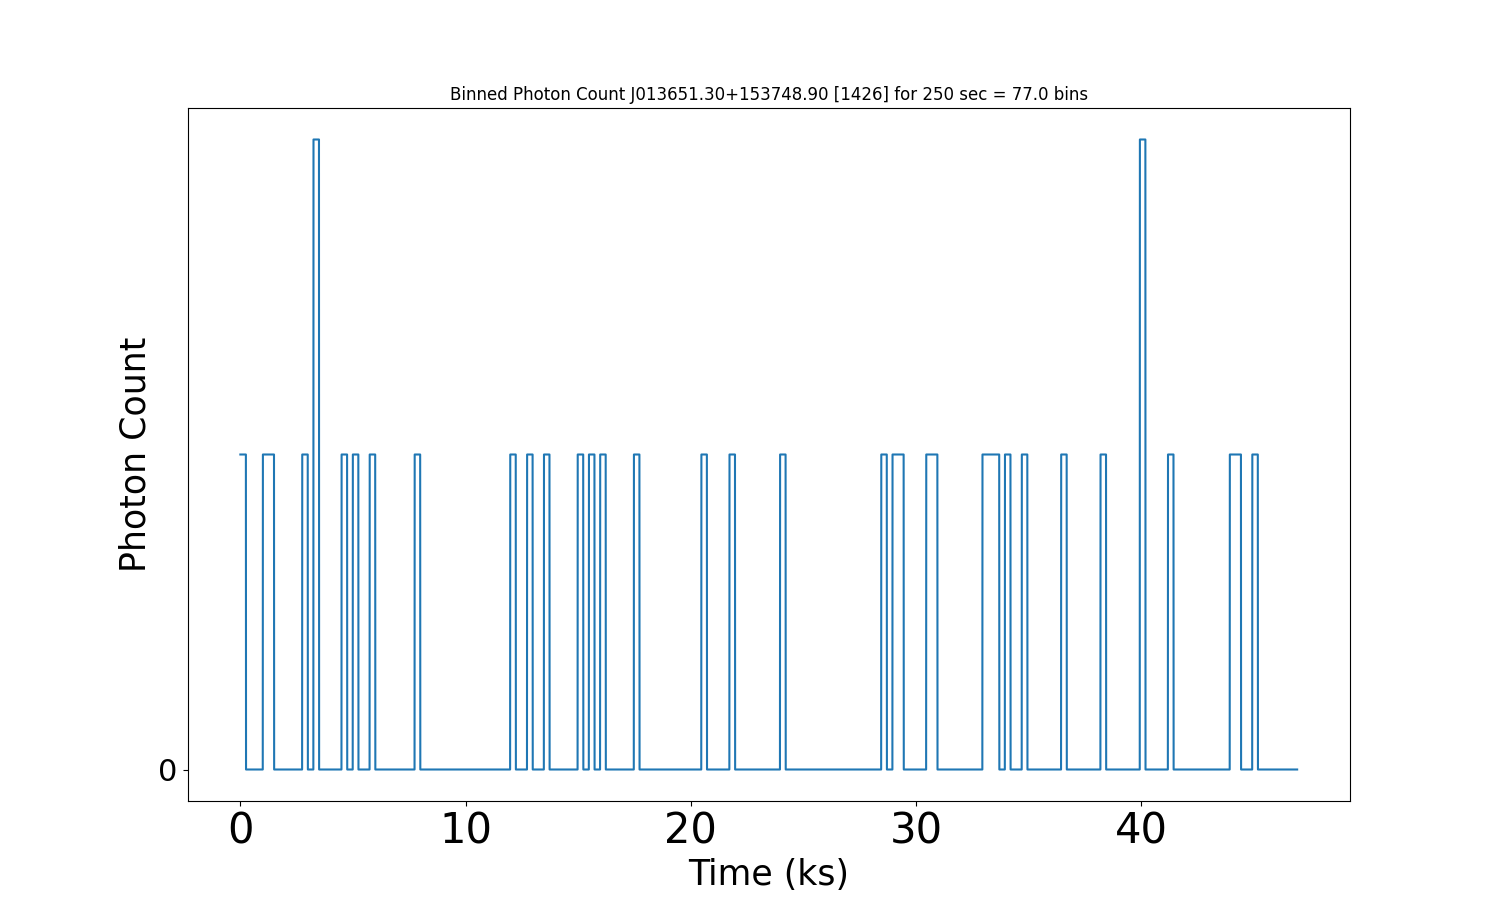 Binned Photon Count J013651.30+153748.90 [1426] for 250 sec = 77.0 bins
Photon Count
0
0 10 20 30 40
Time (ks)